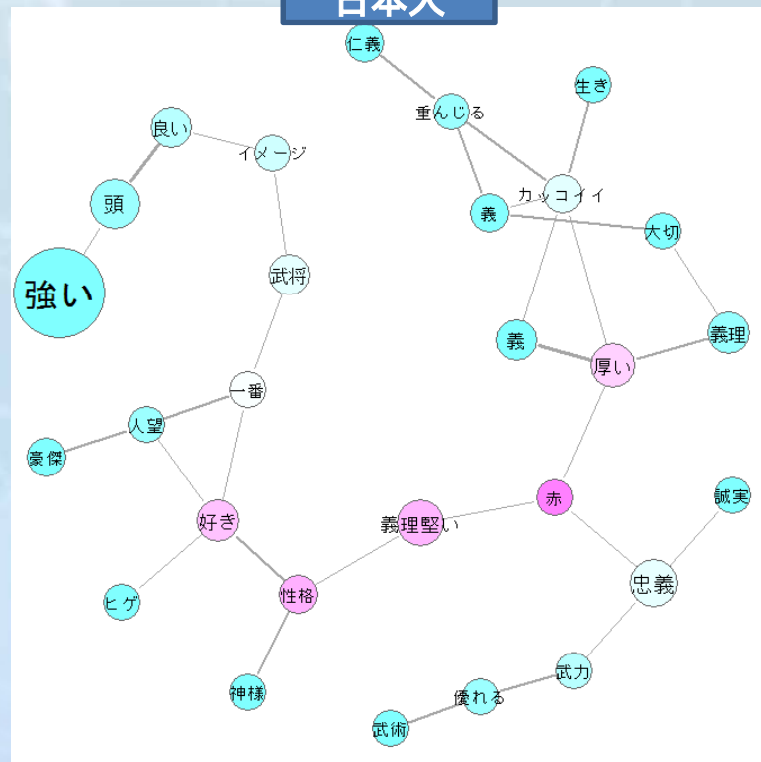 日本人
仁義
生き
重んじる
良い
イメージ
カッコイイ
頭
義
大切
武将
強い
義
義理
厚い
一番
人望
豪傑
赤
誠実
好き
義理堅い
忠義
性格
ヒゲ
武力
神様
優れる
武術